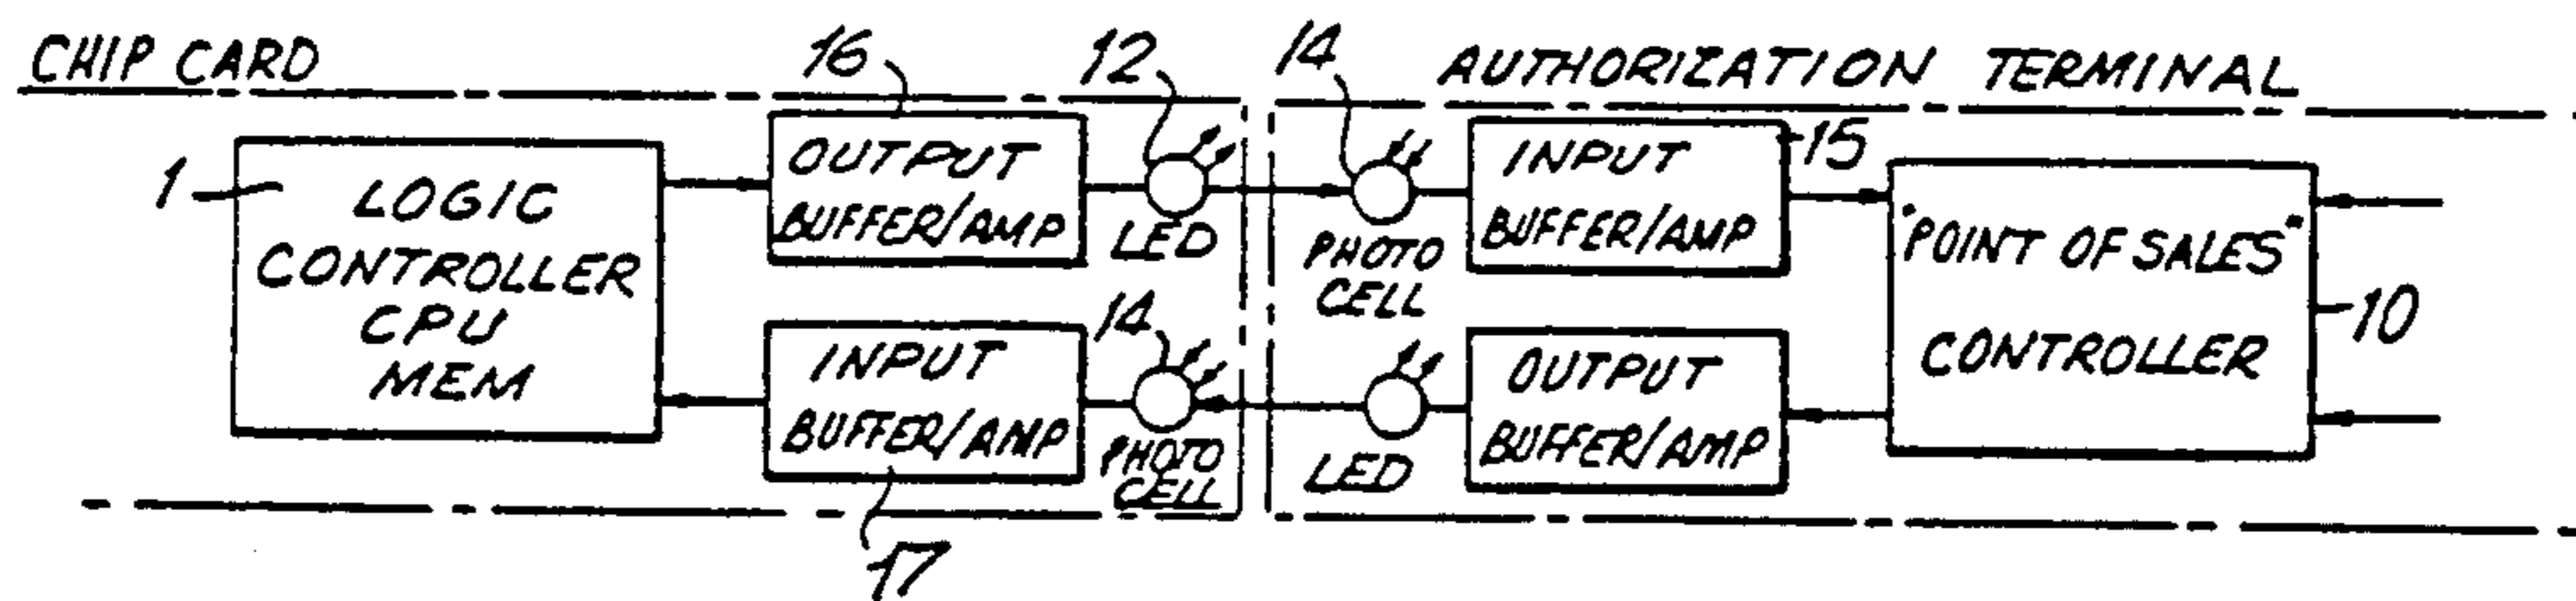 CHIP CARD
AUTHORIZATION TERMINAL
16
12
14
1
LOGIC
CONTROLLER
CPU
MEM
OUTPUT
BUFFER/AMP
LED
PHOTO
CELL
INPUT
BUFFER/AMP
15
"POINT OF SALES"
CONTROLLER
10
INPUT
BUFFER/AMP
17
14
PHOTO
CELL
LED
OUTPUT
BUFFER/AMP